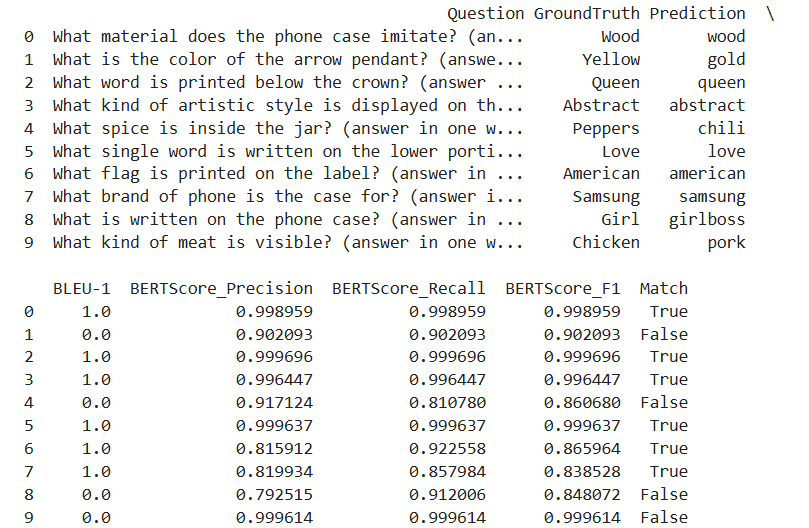 Question GroundTruth Prediction \
0 What material does the phone case imitate? (an... Wood wood
1 What is the color of the arrow pendant? (answe... Yellow gold
2 What word is printed below the crown? (answer ... Queen queen
3 What kind of artistic style is displayed on th... Abstract abstract
4 What spice is inside the jar? (answer in one w... Peppers chili
5 What single word is written on the lower porti... Love love
6 What flag is printed on the label? (answer in ... American american
7 What brand of phone is the case for? (answer i... Samsung samsung
8 What is written on the phone case? (answer in ... Girl girlboss
9 What kind of meat is visible? (answer in one w... Chicken pork
BLEU-1 BERTScore_Precision BERTScore_Recall BERTScore_F1 Match
0 1.0 0.998959 0.998959 0.998959 True
1 0.0 0.902093 0.902093 0.902093 False
2 1.0 0.999696 0.999696 0.999696 True
3 1.0 0.996447 0.996447 0.996447 True
4 0.0 0.917124 0.810780 0.860680 False
5 1.0 0.999637 0.999637 0.999637 True
6 1.0 0.815912 0.922558 0.865964 True
7 1.0 0.819934 0.857984 0.838528 True
8 0.0 0.792515 0.912006 0.848072 False
9 0.0 0.999614 0.999614 0.999614 False